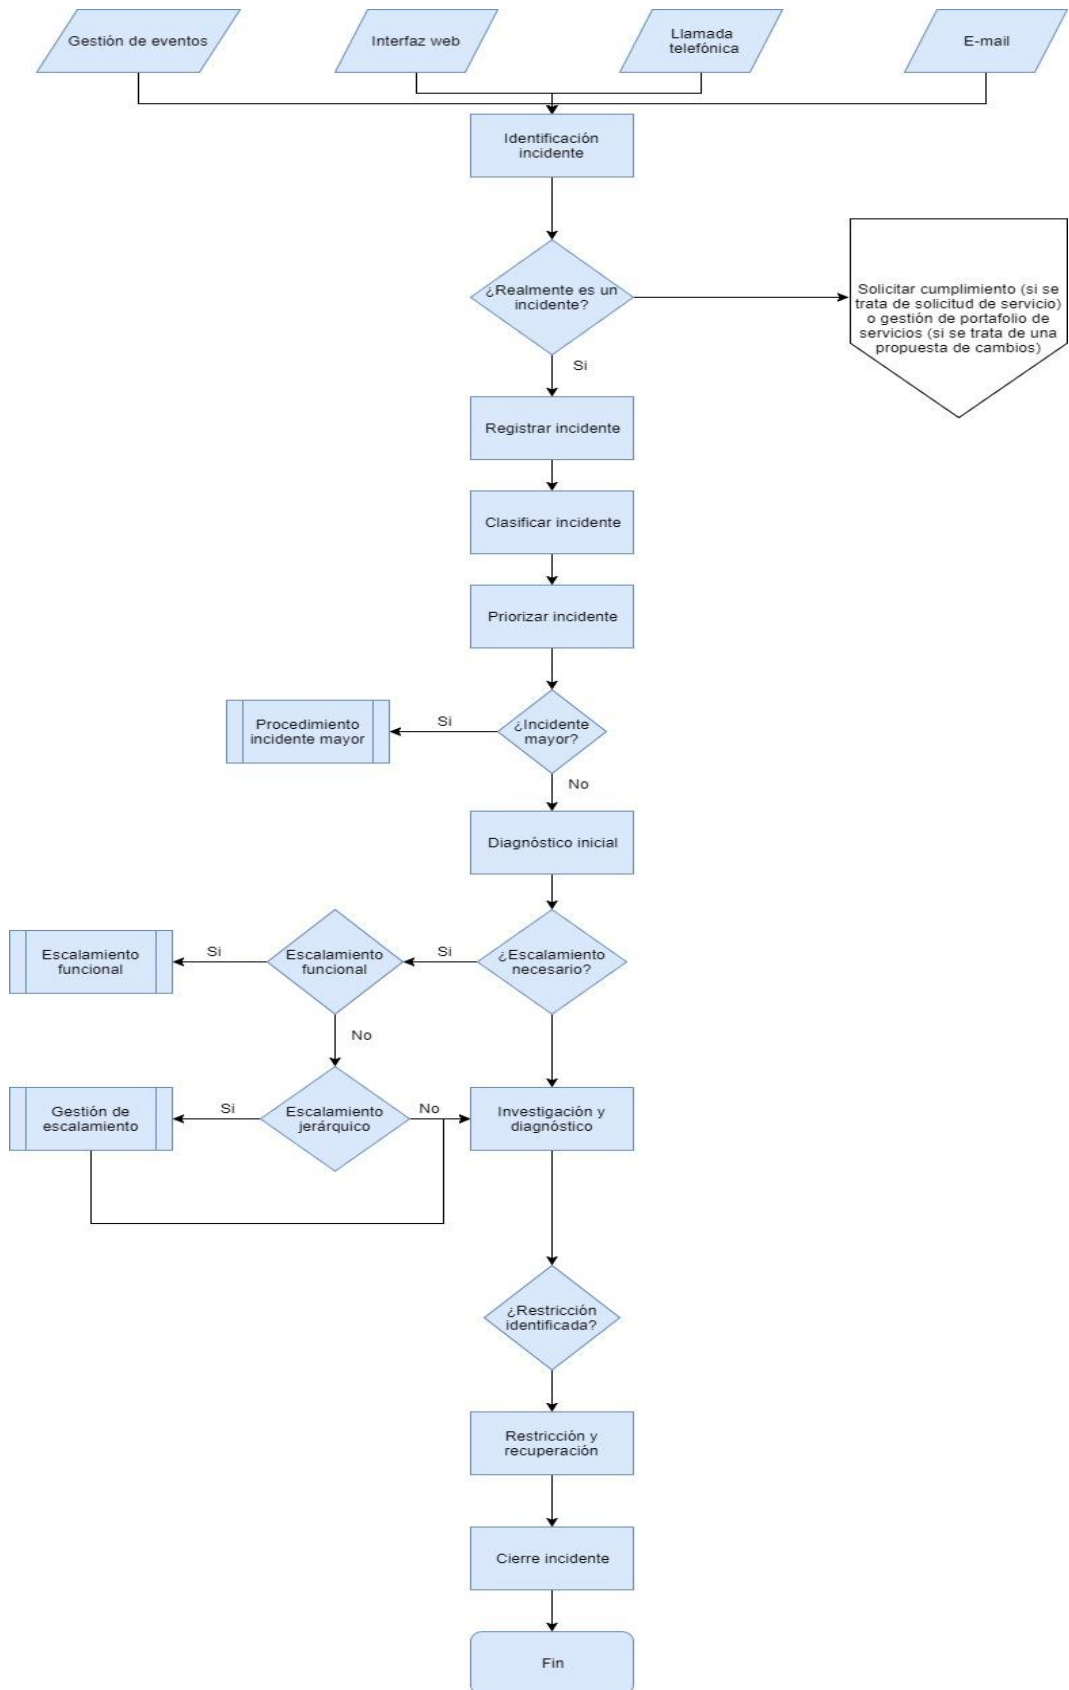 Gestión de eventos
Interfaz web
Llamada
telefónica
E-mail
Identificación
incidente
¿Realmente es un
incidente?
Solicitar cumplimiento (si se
trata de solicitud de servicio)
o gestión de portafolio de
servicios (si se trata de una
propuesta de cambios)
Si
Registrar incidente
Clasificar incidente
Priorizar incidente
Procedimiento
incidente mayor
Si
¿Incidente
mayor?
No
Diagnóstico inicial
Escalamiento
funcional
Si
Escalamiento
funcional
Si
¿Escalamiento
necesario?
No
Gestión de
escalamiento
Si
Escalamiento
jerárquico
No
Investigación y
diagnóstico
¿Restricción
identificada?
Restricción y
recuperación
Cierre incidente
Fin